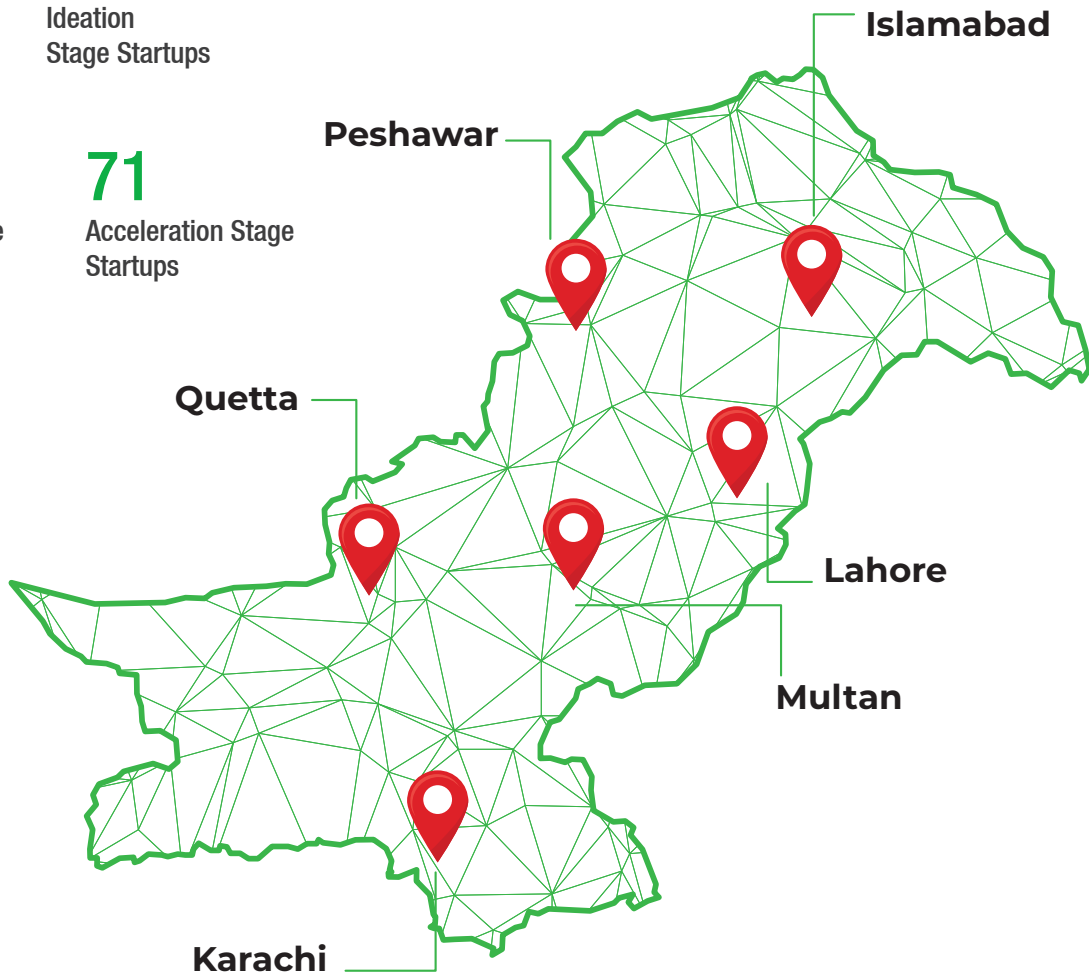 Ideation
Stage Startups
Islamabad
Peshawar
71
Acceleration Stage
Startups
Quetta
Lahore
Multan
Karachi